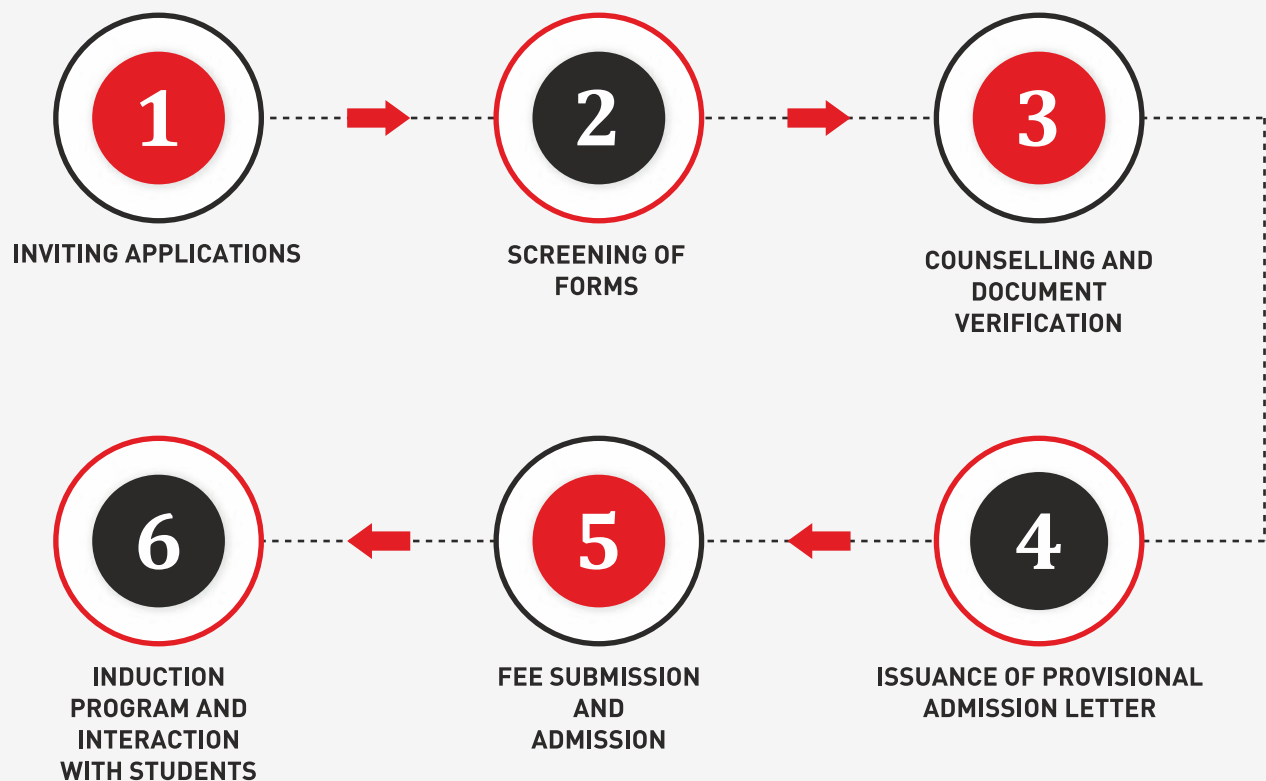 1
INVITING APPLICATIONS
2
SCREENING OF
FORMS
3
COUNSELLING AND
DOCUMENT
VERIFICATION
4
ISSUANCE OF PROVISIONAL
ADMISSION LETTER
5
FEE SUBMISSION
AND
ADMISSION
6
INDUCTION
PROGRAM AND
INTERACTION
WITH STUDENTS